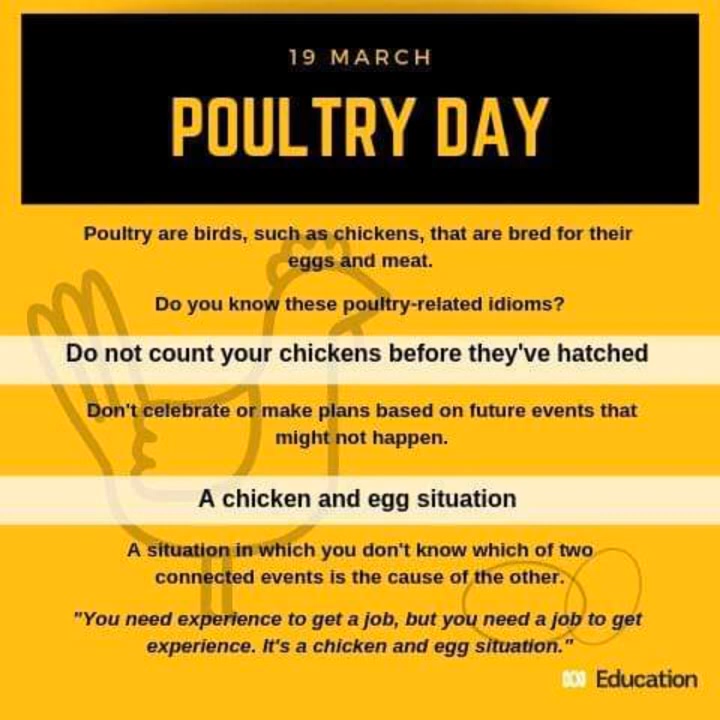 19 MARCH
POULTRY DAY
Poultry are birds, such as chickens, that are bred for their
eggs and meat.
Do you know these poultry-related idioms?
Do not count your chickens before they've hatched
Don't celebrate or make plans based on future events that
might not happen.
A chicken and egg situation
A situation in which you don't know which of two
connected events is the cause of the other.
"You need experience to get a job, but you need a job to get
experience. It's a chicken and egg situation."
Education